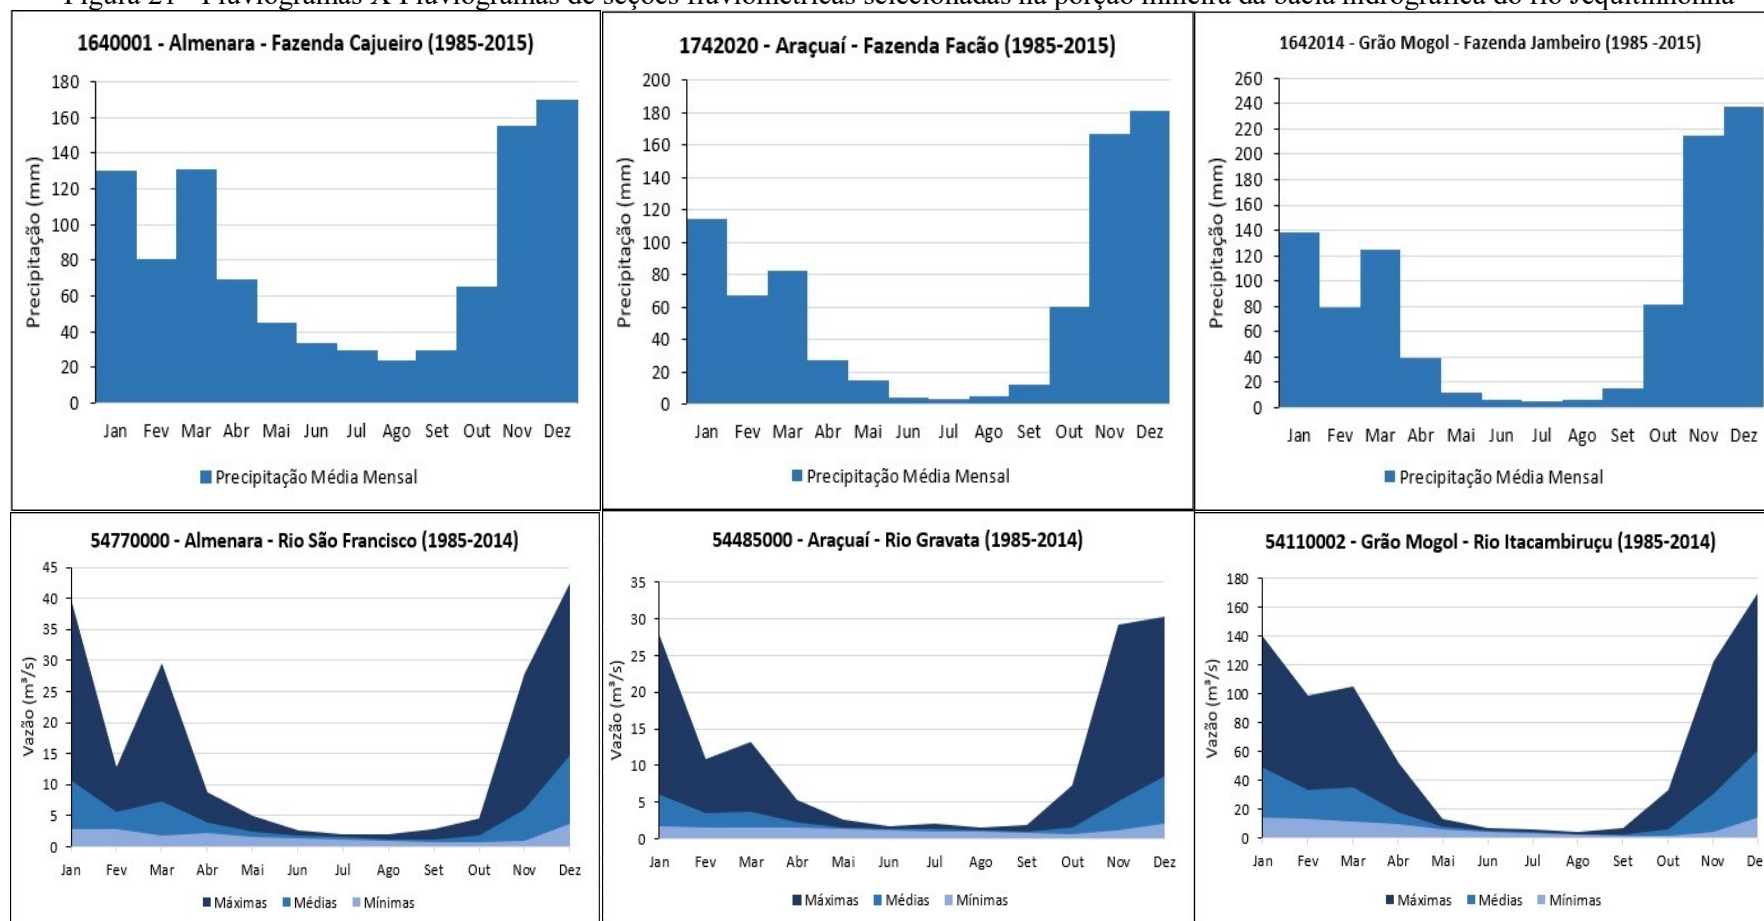 Figura 21 - Fluviogramas X Pluviogramas de seções fluviométricas selecionadas na porção mineira da bacia hidrográfica do rio Jequitinhonha
1640001 - Almenara - Fazenda Cajueiro (1985-2015)
Precipitação (mm)
180
160
140
120
100
80
60
40
20
0
Jan Fev Mar Abr Mai Jun Jul Ago Set Out Nov Dez
Precipitação Média Mensal
1742020 - Araçuaí - Fazenda Facão (1985-2015)
Precipitação (mm)
200
180
160
140
120
100
80
60
40
20
0
Jan Fev Mar Abr Mai Jun Jul Ago Set Out Nov Dez
Precipitação Média Mensal
1642014 - Grão Mogol - Fazenda Jambeiro (1985 -2015)
Precipitação (mm)
260
240
220
200
180
160
140
120
100
80
60
40
20
0
Jan Fev Mar Abr Mai Jun Jul Ago Set Out Nov Dez
Precipitação Média Mensal
54770000 - Almenara - Rio São Francisco (1985-2014)
Vazão (m³/s)
45
40
35
30
25
20
15
10
5
0
Jan Fev Mar Abr Mai Jun Jul Ago Set Out Nov Dez
Máximas Médias Mínimas
54485000 - Araçuaí - Rio Gravata (1985-2014)
Vazão (m³/s)
35
30
25
20
15
10
5
0
Jan Fev Mar Abr Mai Jun Jul Ago Set Out Nov Dez
Máximas Médias Mínimas
54110002 - Grão Mogol - Rio Itacambiruçu (1985-2014)
Vazão (m³/s)
180
160
140
120
100
80
60
40
20
0
Jan Fev Mar Abr Mai Jun Jul Ago Set Out Nov De
Máximas Médias Mínimas